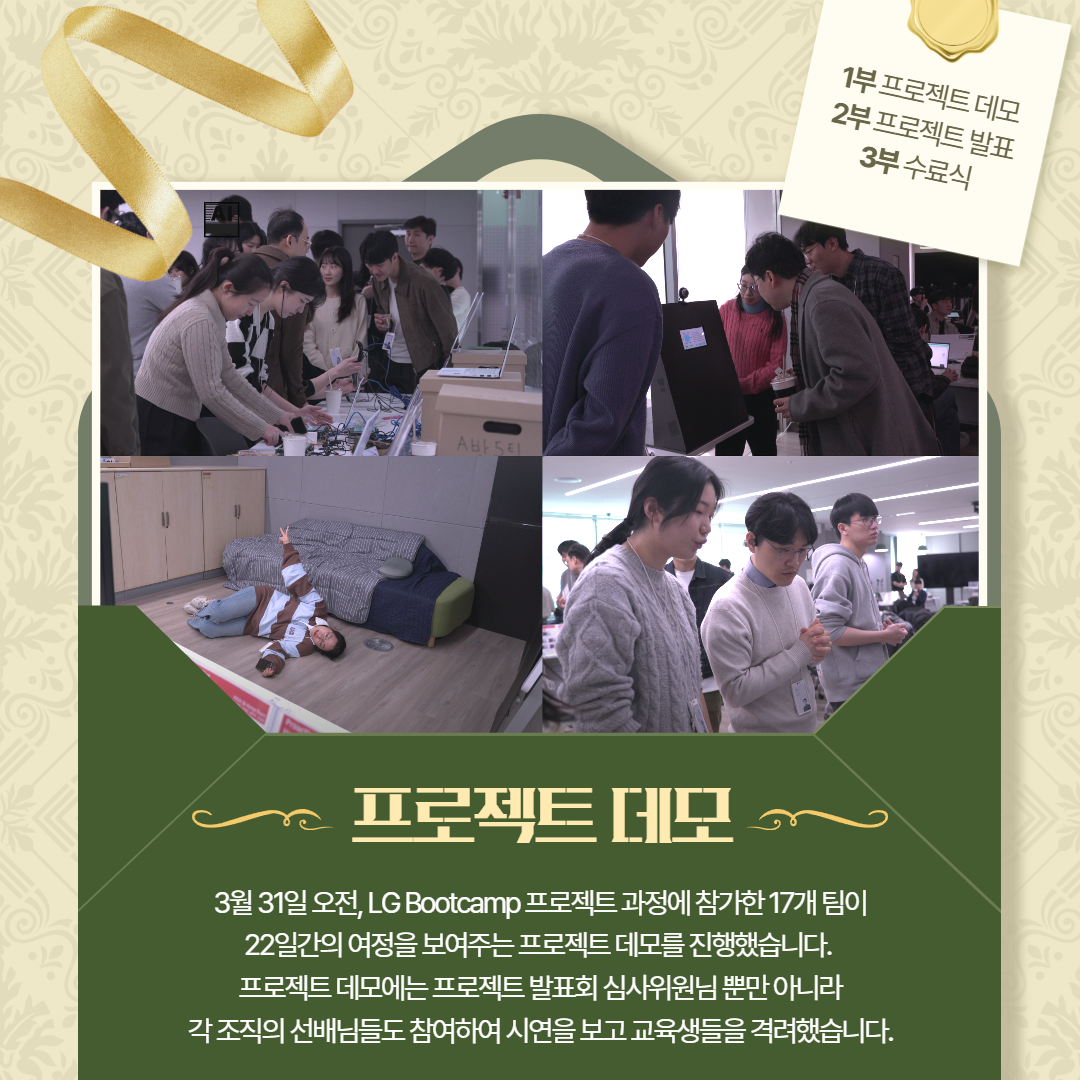 1부 프로젝트 데모
2부 프로젝트 발표
3부 수료식
AI
A반 5팀
프로젝트 데모
3월 31일 오전, LG Bootcamp 프로젝트 과정에 참가한 17개 팀이
22일간의 여정을 보여주는 프로젝트 데모를 진행했습니다.
프로젝트 데모에는 프로젝트 발표회 심사위원님 뿐만 아니라
각 조직의 선배님들도 참여하여 시연을 보고 교육생들을 격려했습니다.